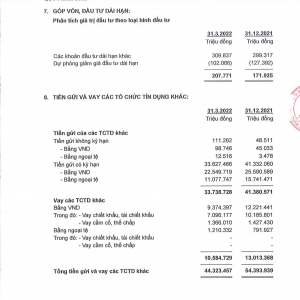 7. GÓP VỐN, ĐẦU TƯ DÀI HẠN:
Phân tích giá trị đầu tư theo loại hình đầu tư
31.3.2022 31.12.2021
Triệu đồng Triệu đồng
Các khoản đầu tư dài hạn khác 309.837 299.317
Dự phòng giảm giá đầu tư dài hạn (102.066) (127.392)
207.771 171.925
8. TIỀN GỬI VÀ VAY CÁC TỔ CHỨC TÍN DỤNG KHÁC:
31.3.2022 31.12.2021
Triệu đồng Triệu đồng
Tiền gửi của các TCTD khác
Tiền gửi không kỳ hạn 111.262 48.511
- Bằng VND 98.746 45.033
- Bằng ngoại tệ 12.516 3.478
Tiền gửi có kỳ hạn 33.627.466 41.332.060
- Bằng VND 22.549.719 25.590.589
- Bằng ngoại tệ 11.077.747 15.741.471
33.738.728 41.380.571
Vay các TCTD khác
Bằng VND 9.374.397 12.221.441
Trong đó: - Vay chiết khấu, tái chiết khấu 7.096.177 10.185.801
- Vay cầm cố, thế chấp 1.366.010 1.427.430
Bằng ngoại tệ 1.210.332 791.927
Trong đó: - Vay chiết khấu, tái chiết khấu - -
- Vay cầm cố, thế chấp - -
10.584.729 13.013.368
Tổng tiền gửi và vay các TCTD khác 44.323.457 54.393.939